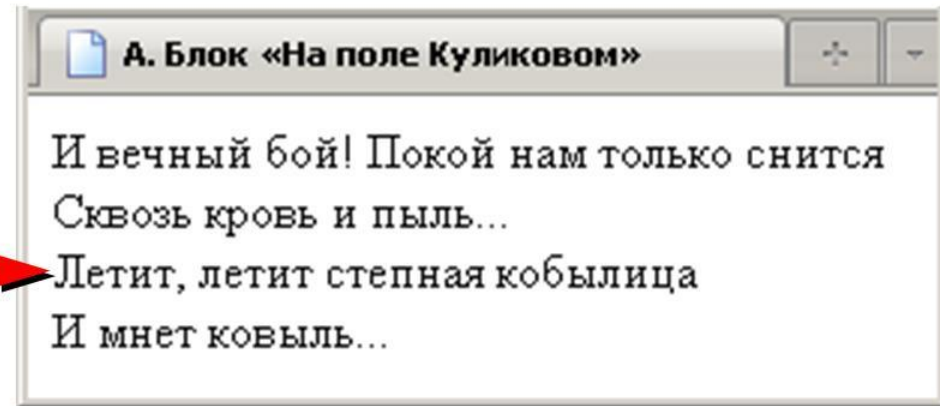 А. Блок «На поле Куликовом»
И вечный бой! Покой нам только снится
Сквозь кровь и пыль...
Летит, летит степная кобылица
И мнет ковыль...